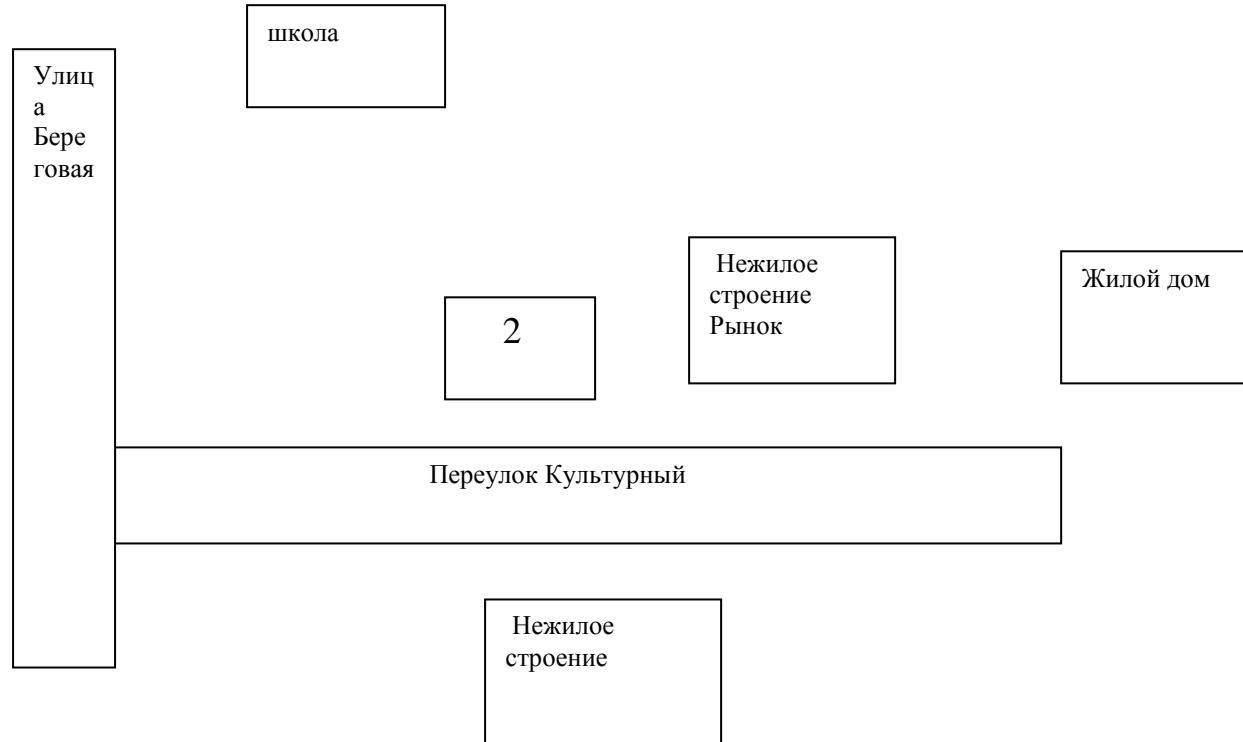 школа
Улиц
а
Бере
говая
Нежилое
строение
Рынок
Жилой дом
2
Переулок Культурный
Нежилое
строение